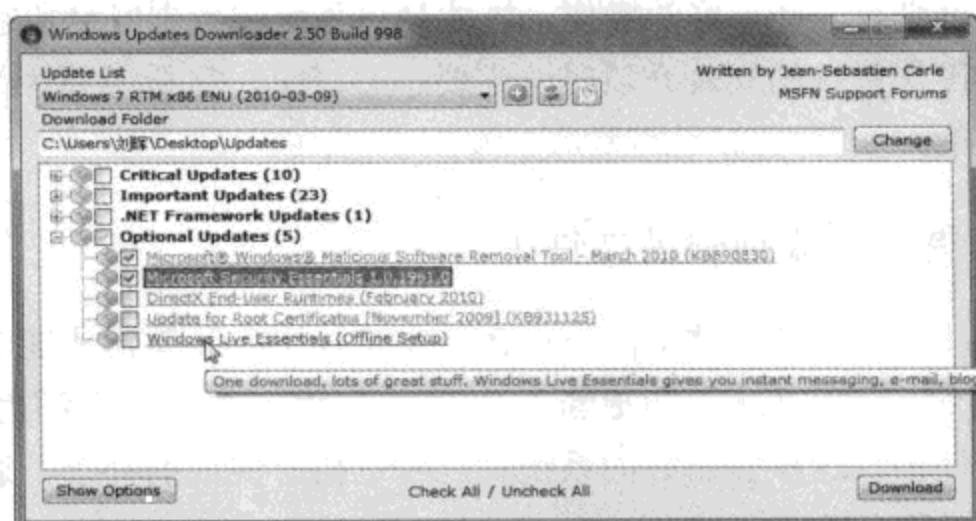 Windows Updates Downloader 2.50 Build 998
Update List
Written by Jean-Sebastien Carle
Windows 7 RTM x86 ENU (2010-03-09)
MSFN Support Forums
Download Folder
C:\Users\刘辉\Desktop\Updates
Change
Critical Updates (10)
Important Updates (23)
.NET Framework Updates (1)
Optional Updates (5)
Microsoft® Windows® Malicious Software Removal Tool - March 2010 (KB890830)
Microsoft Security Essentials 1.0.1961.0
DirectX End-User Runtimes (February 2010)
Update for Root Certificates [November 2009] (KB931125)
Windows Live Essentials (Offline Setup)
One download, lots of great stuff. Windows Live Essentials gives you instant messaging, e-mail, blog
Show Options
Check All / Uncheck All
Download